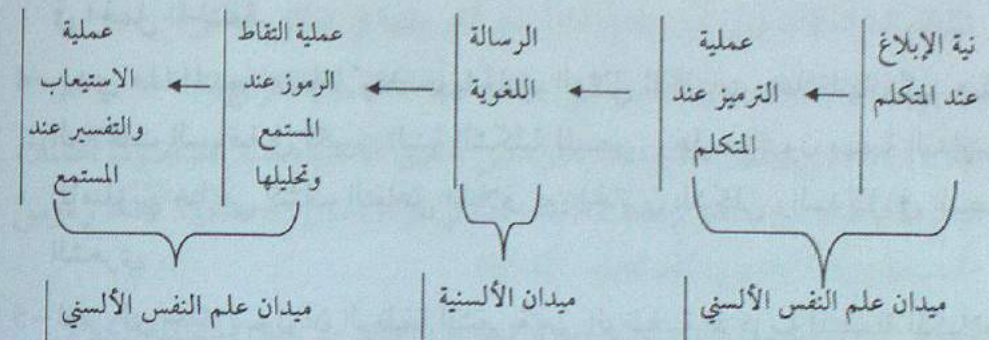 نية الإبلاغ
عند المتكلم
عملية
الترميز عند
المتكلم
الرسالة
اللغوية
عملية التقاط
الرموز عند
المستمع
وتحليلها
عملية
الاستيعاب
والتفسير عند
المستمع
ميدان علم النفس الألسني
ميدان الألسنية
ميدان علم النفس الألسني